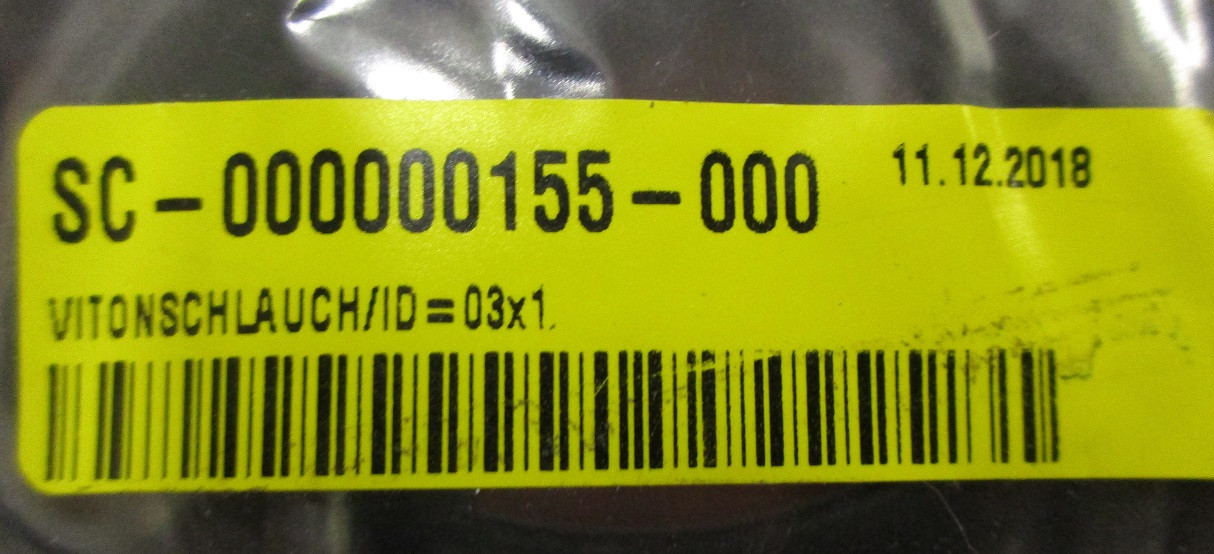 SC-000000155-000 11.12.2018
VITONSCHLAUCH/ID=03x1.